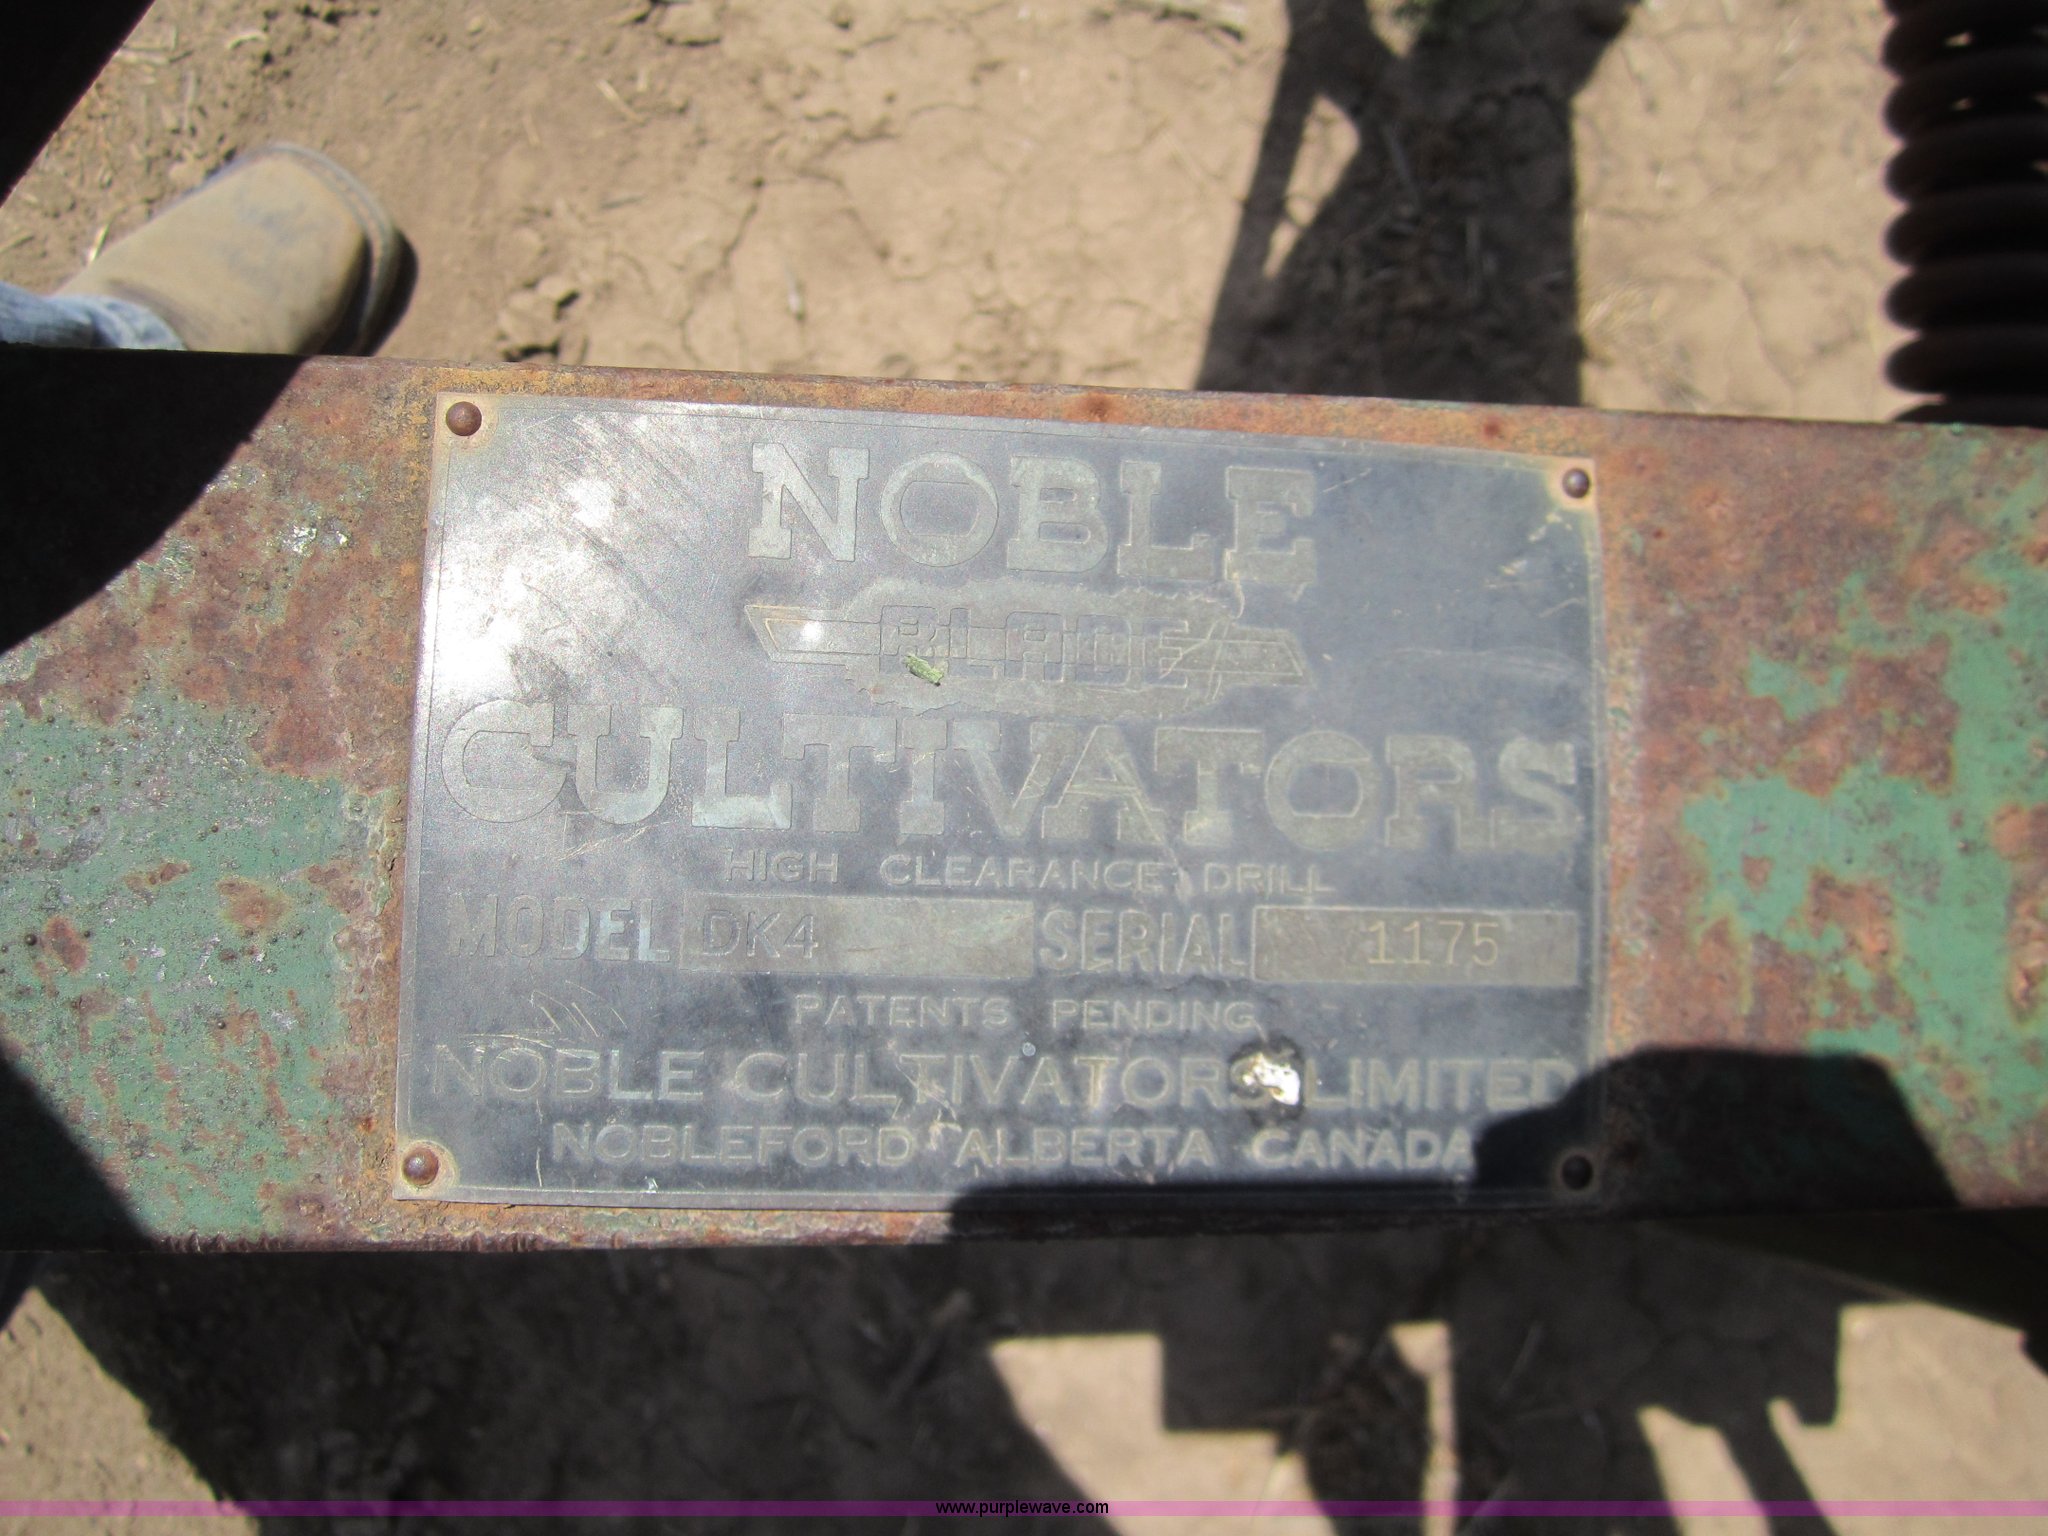 NOBLE
BLADE
CULTIVATORS
HIGH CLEARANCE DRILL
MODEL DK4 SERIAL 1175
PATENTS PENDING
NOBLE CULTIVATORS LIMITED
NOBLEFORD ALBERTA CANADA
www.purplewave.com